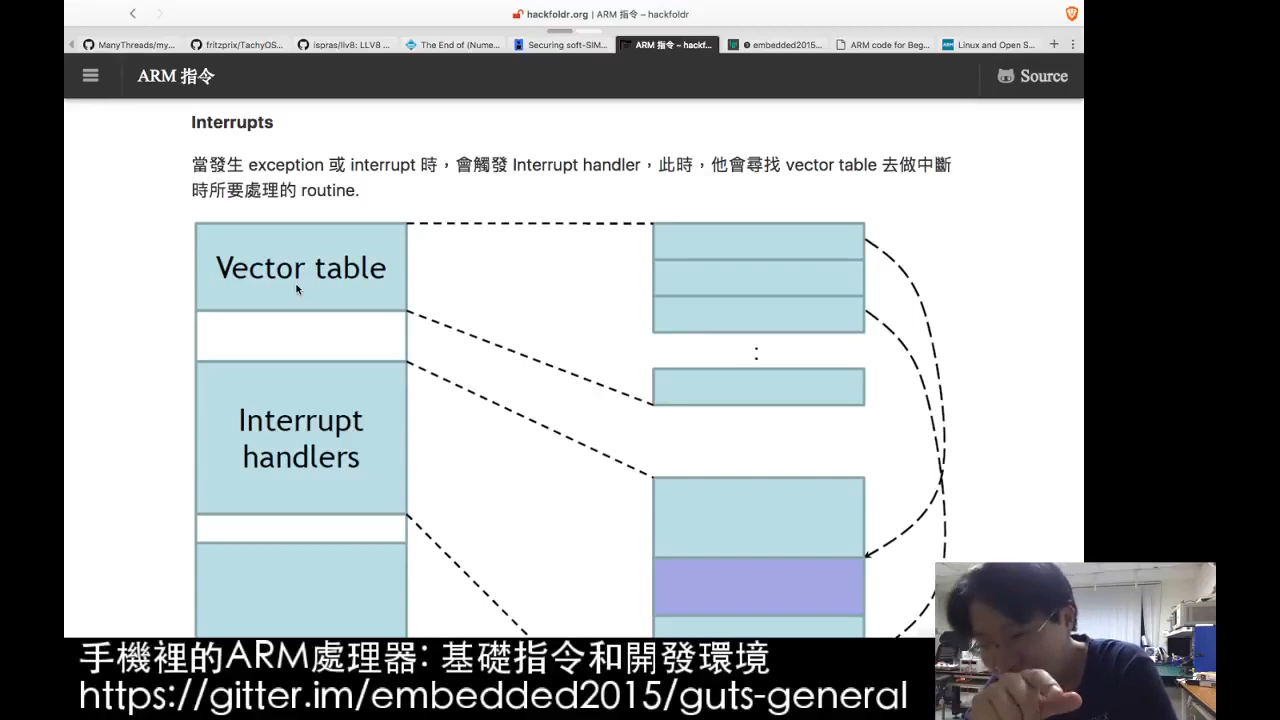 hackfoldr.org | ARM 指令 – hackfoldr
ManyThreads/my...
fritzprix/TachyOS...
ispras/llv8: LLV8 ...
The End of (Nume...
Securing soft-SIM...
ARM 指令 – hackf...
embedded2015...
ARM code for Beg...
Linux and Open S...
ARM 指令
Source
Interrupts
當發生 exception 或 interrupt 時，會觸發 Interrupt handler，此時，他會尋找 vector table 去做中斷
時所要處理的 routine.
Vector table
:
Interrupt
handlers
手機裡的ARM處理器: 基礎指令和開發環境
https://gitter.im/embedded2015/guts-general